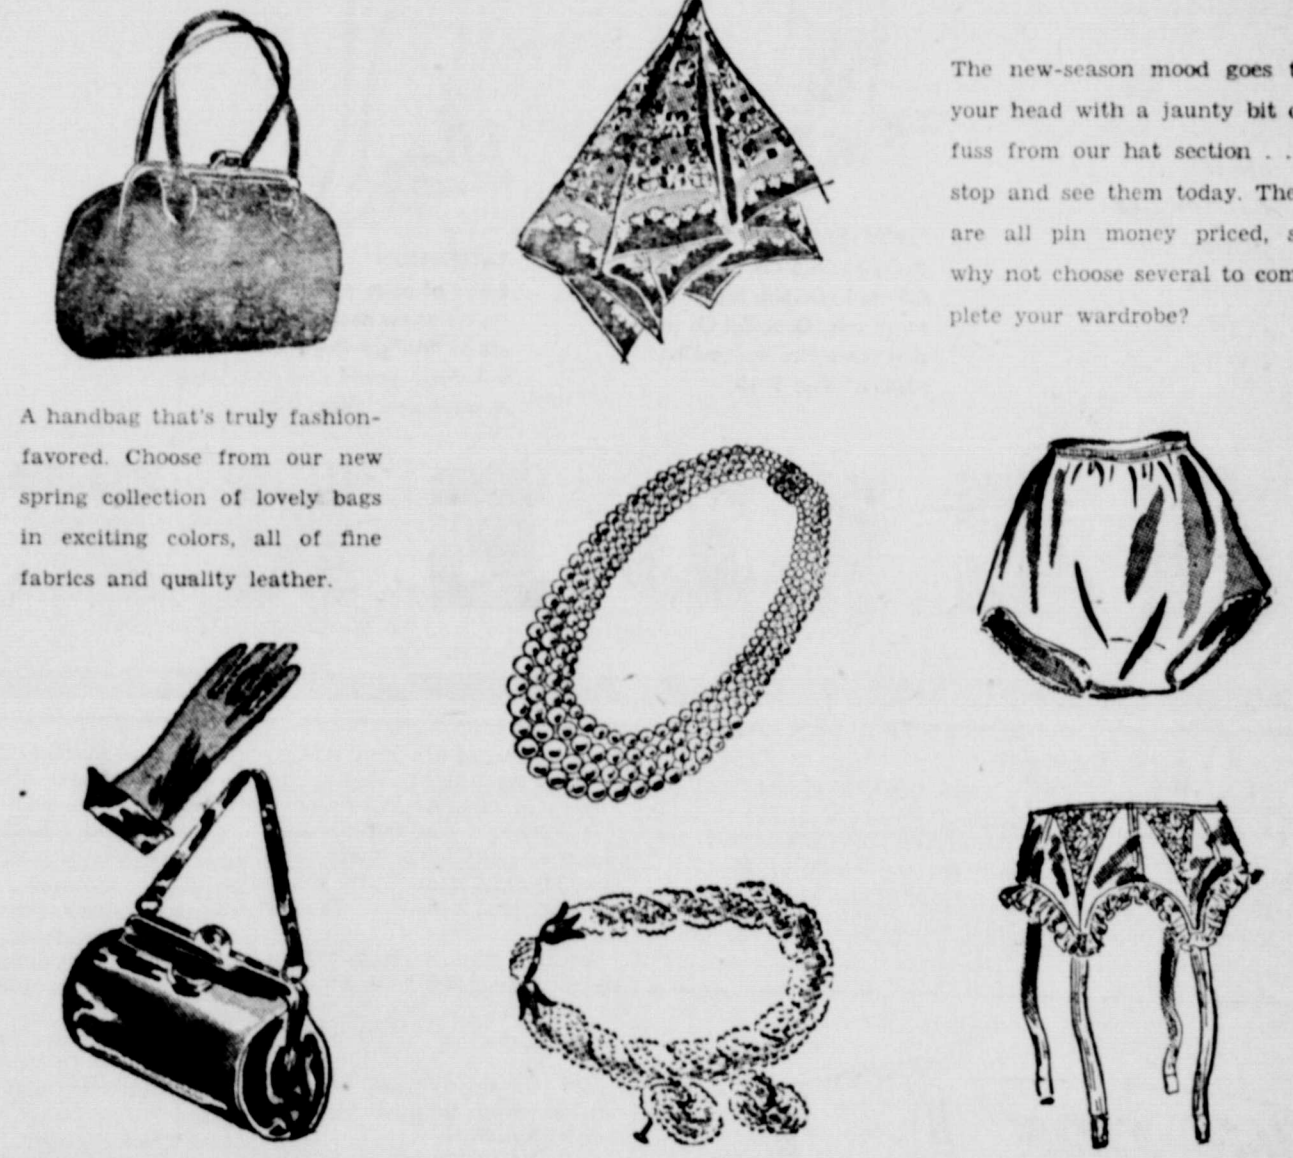 The new-season mood goes
your head with a jaunty bit
fuss from our hat section . .
stop and see them today. The
are all pin money priced,
why not choose several to com
plete your wardrobe?
A handbag that's truly fashion-
favored. Choose from our new
spring collection of lovely bags
in exciting colors, all of fine
fabrics and quality leather.